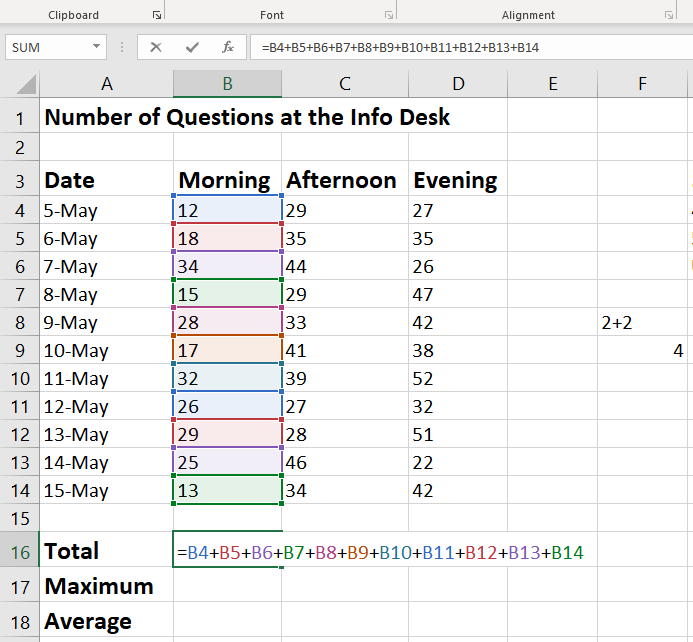 Clipboard Font Alignment
SUM fx =B4+B5+B6+B7+B8+B9+B10+B11+B12+B13+B14
A B C D E F
1 Number of Questions at the Info Desk
2
3 Date Morning Afternoon Evening
4 5-May 12 29 27
5 6-May 18 35 35
6 7-May 34 44 26
7 8-May 15 29 47
8 9-May 28 33 42 2+2
9 10-May 17 41 38 4
10 11-May 32 39 52
11 12-May 26 27 32
12 13-May 29 28 51
13 14-May 25 46 22
14 15-May 13 34 42
15
16 Total =B4+B5+B6+B7+B8+B9+B10+B11+B12+B13+B14
17 Maximum
18 Average